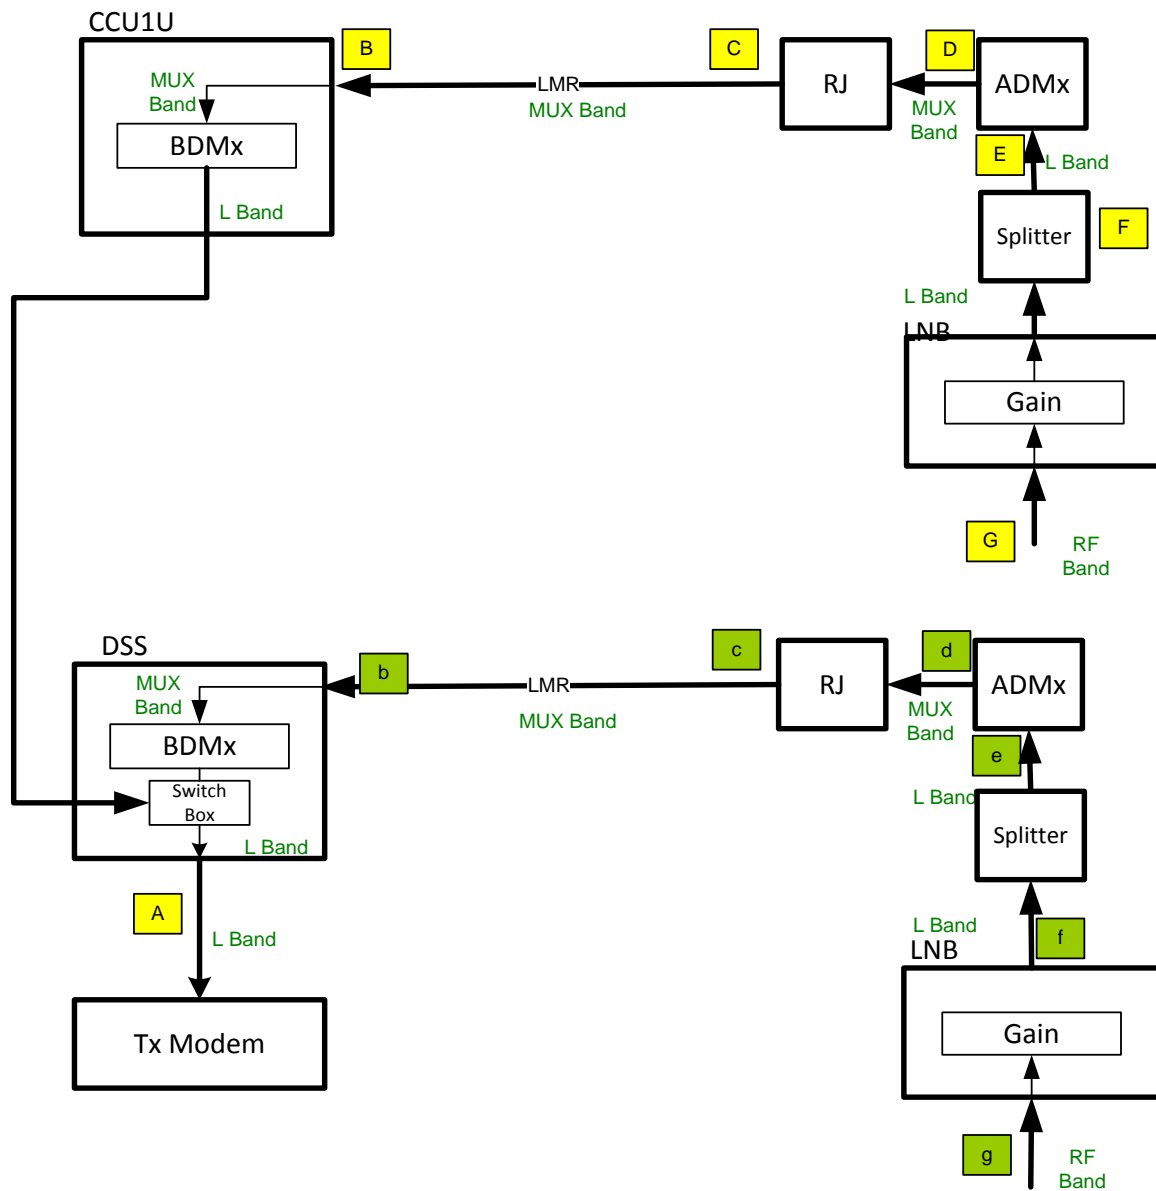 CCU1U
B
C
D
MUX
Band
LMR
MUX Band
RJ
MUX
Band
ADMx
BDMx
E
L Band
L Band
Splitter
F
L Band
LNB
Gain
G
RF
Band
DSS
b
c
d
MUX
Band
LMR
MUX Band
RJ
MUX
Band
ADMx
BDMx
e
Switch
Box
L Band
Splitter
L Band
A
L Band
L Band
f
LNB
Tx Modem
Gain
g
RF
Band